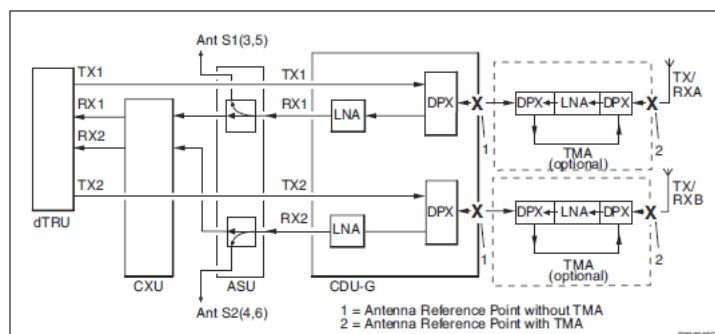 Ant S1(3,5)
TX1
TX1
RX1
RX1
LNA
DPX
X
DPX
LNA
DPX
X
TX/
RXA
TMA
(optional)
1
2
RX2
TX2
TX2
dTRU
RX2
LNA
DPX
X
DPX
LNA
DPX
X
TX/
RXB
TMA
(optional)
1
2
CXU
ASU
CDU-G
Ant S2(4,6)
1 = Antenna Reference Point without TMA
2 = Antenna Reference Point with TMA